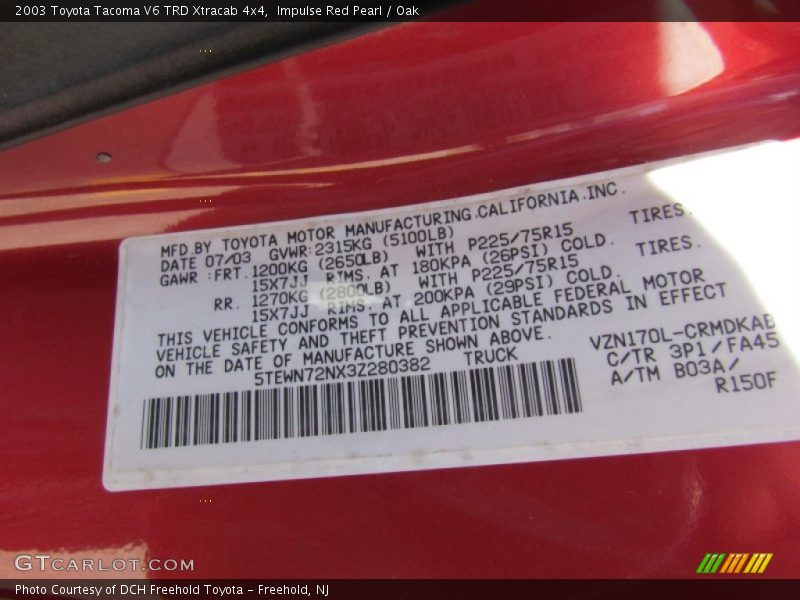 2003 Toyota Tacoma V6 TRD Xtracab 4x4,  Impulse Red Pearl / Oak
MFD.BY TOYOTA MOTOR MANUFACTURING.CALIFORNIA.INC.
DATE 07/03 GVWR:2315KG (5100LB)
GAWR :FRT.1200KG (2650LB) WITH P225/75R15 TIRES.
15X7JJ RIMS. AT 180KPA (26PSI) COLD.
RR. 1270KG (2800LB) WITH P225/75R15 TIRES.
15X7JJ RIMS. AT 200KPA (29PSI) COLD.
THIS VEHICLE CONFORMS TO ALL APPLICABLE FEDERAL MOTOR
VEHICLE SAFETY AND THEFT PREVENTION STANDARDS IN EFFECT
ON THE DATE OF MANUFACTURE SHOWN ABOVE.
5TEWN72NX3Z280382 TRUCK
VZN170L-CRMDKAB
C/TR 3P1/FA45
A/TM B03A/
R150F
GTCARLOT.COM
Photo Courtesy of DCH Freehold Toyota - Freehold, NJ